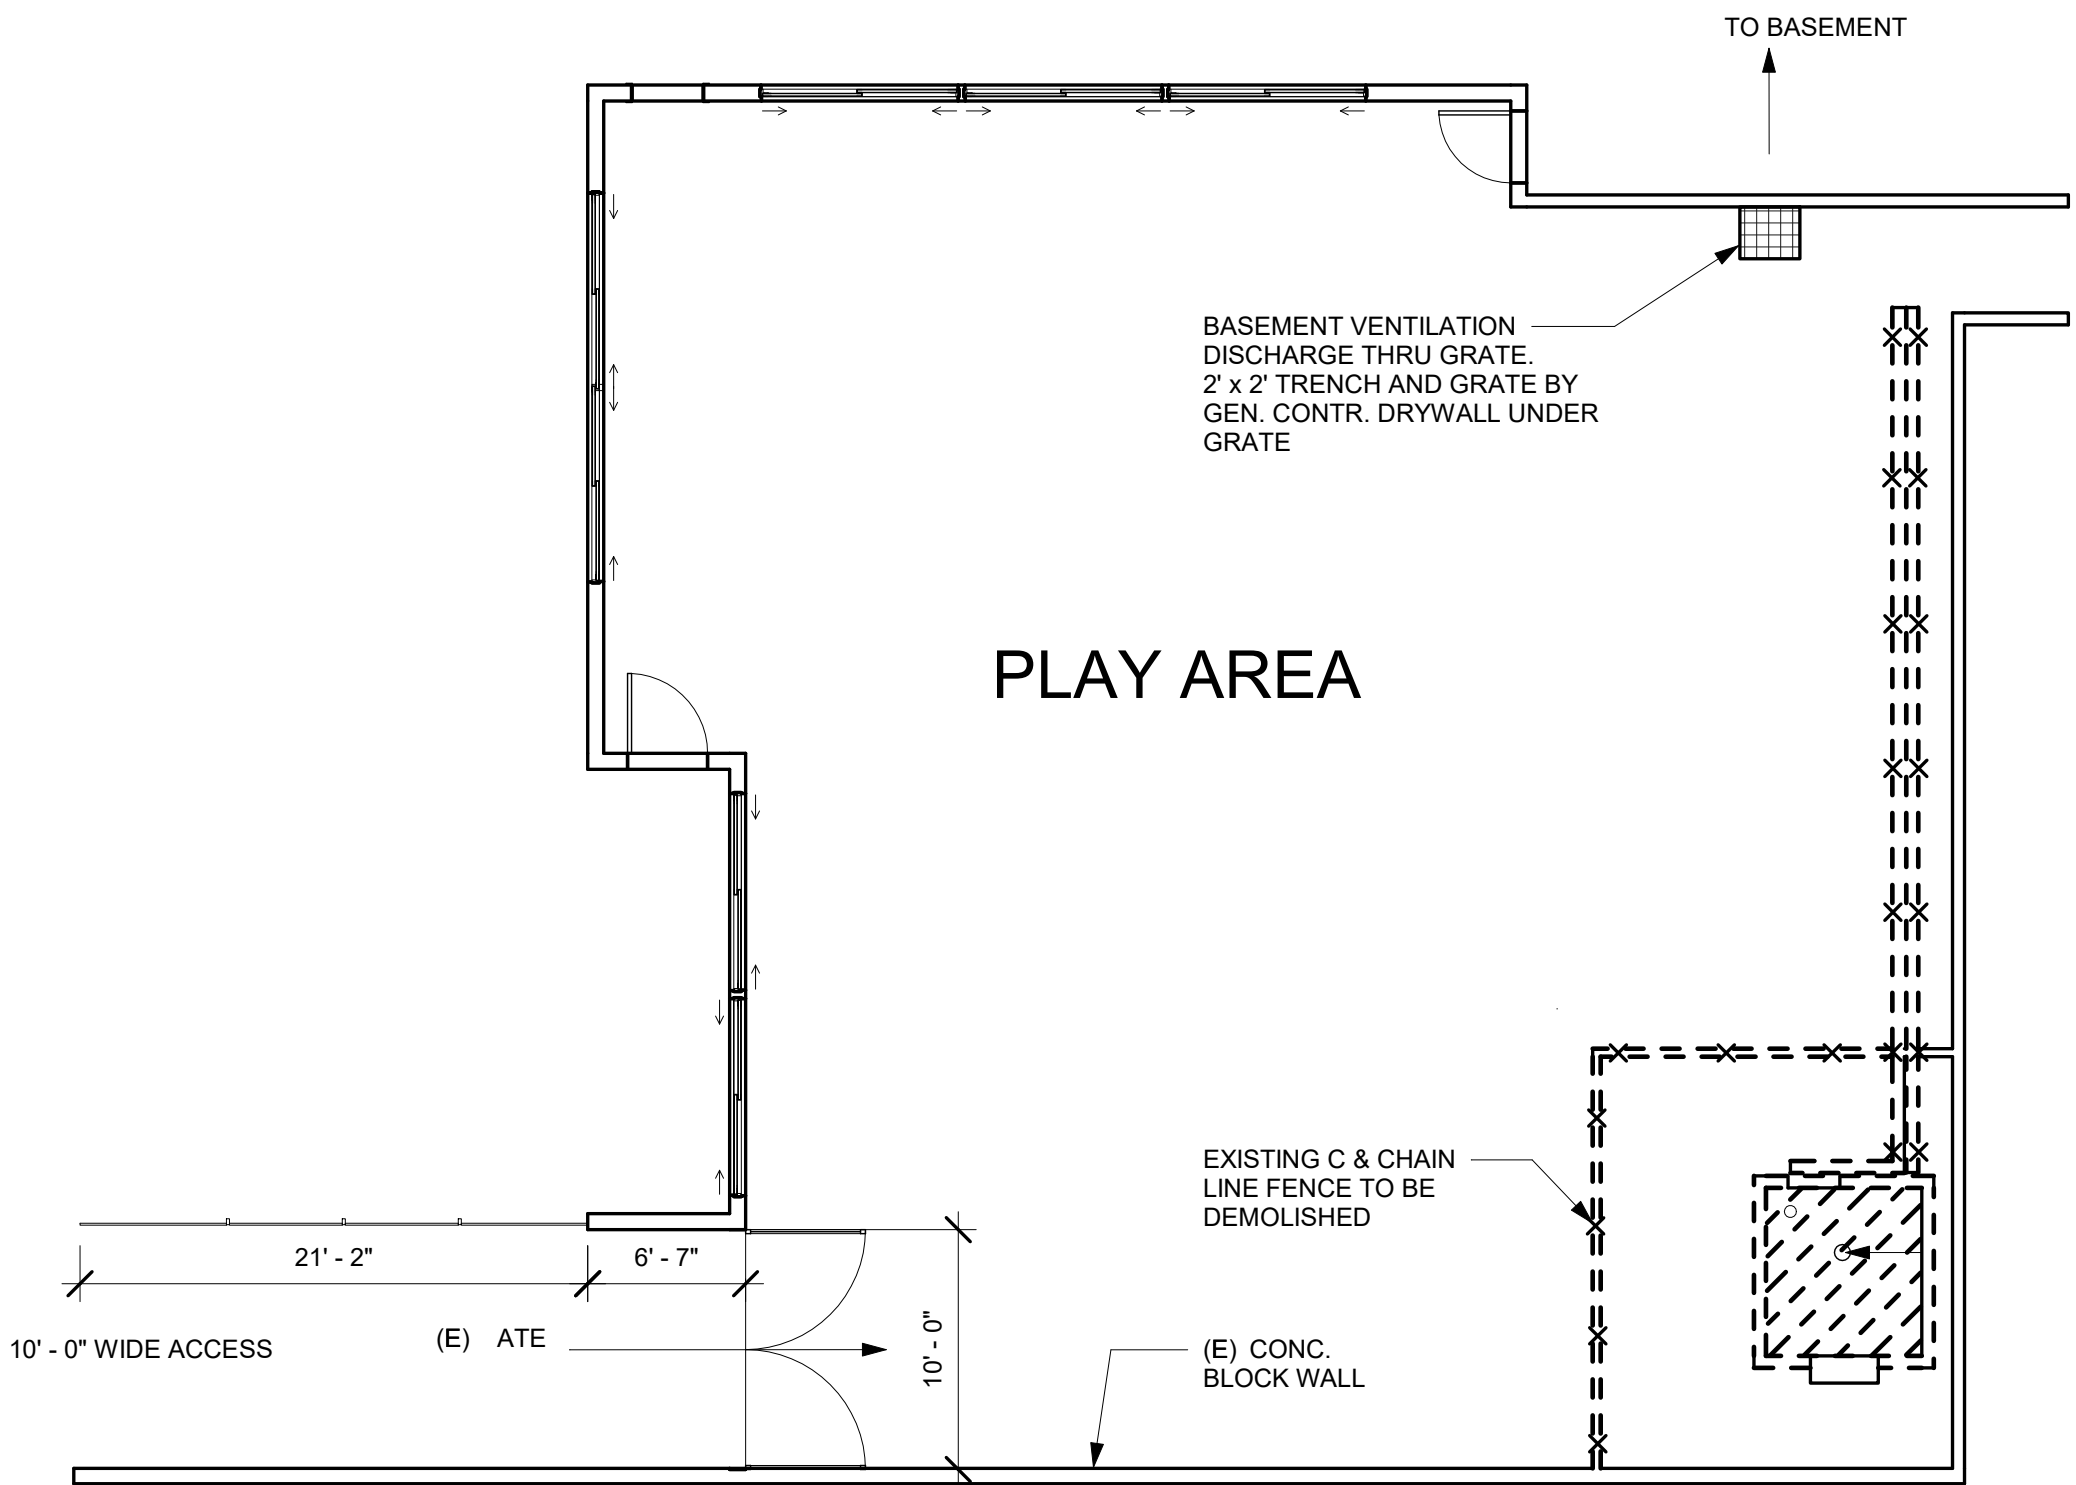 TO BASEMENT
BASEMENT VENTILATION
DISCHARGE THRU GRATE.
2' x 2' TRENCH AND GRATE BY
GEN. CONTR. DRYWALL UNDER
GRATE
PLAY AREA
EXISTING C & CHAIN
LINE FENCE TO BE
DEMOLISHED
21' - 2"
6' - 7"
10' - 0" WIDE ACCESS
(E) ATE
10' - 0"
(E) CONC.
BLOCK WALL